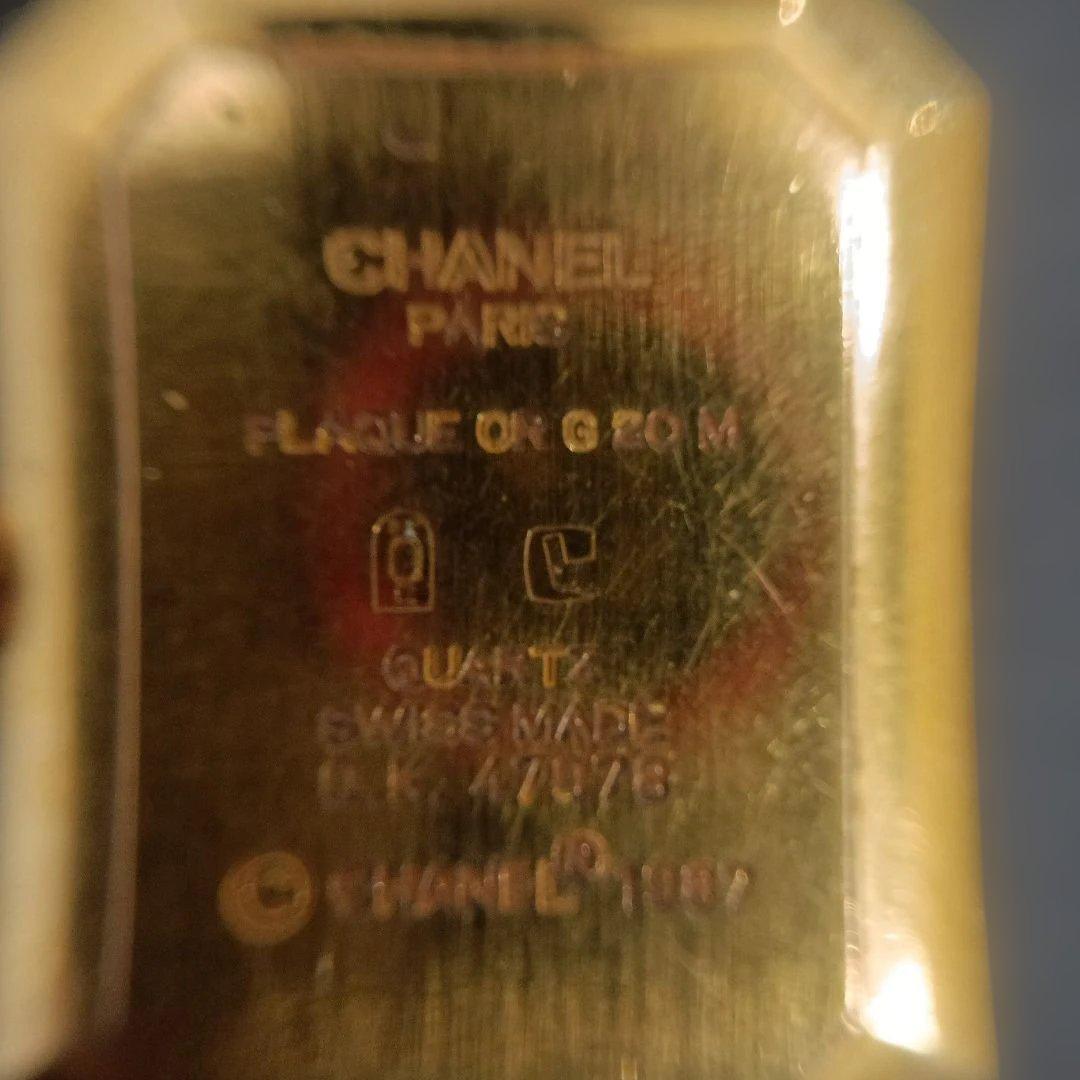 CHANEL
PARIS
PLAQUE OR G 20 M
QUARTZ
SWISS MADE
© CHANEL® 1987